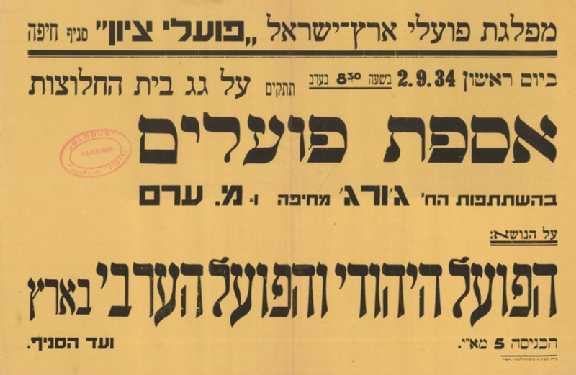 מפלגת פועלי ארץ־ישראל „פועלי ציון” סניף חיפה
ביום ראשון 2.9.34 בשעה 8³⁰ בערב תתקים על גג בית החלוצות
אספת פועלים
בהשתתפות הח' ג'ורג' מחיפה ו- מ. ערם
על הנושא:
הפועל היהודי והפועל הערבי בארץ
הכניסה 5 מא"י. ועד הסניף.